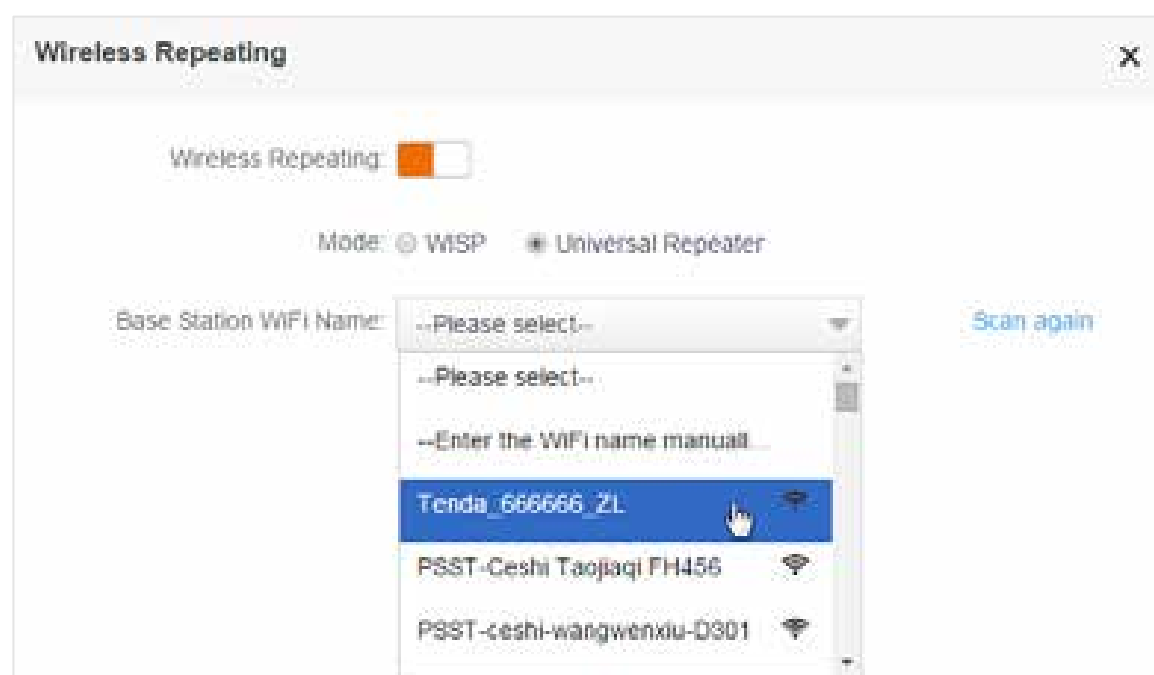 Wireless Repeating
Wireless Repeating:
Mode: WISP Universal Repeater
Base Station WiFi Name: --Please select-- Scan again
--Please select--
--Enter the WiFi name manuall...
Tenda_666666_ZL
PSST-Ceshi Taojiaqi FH456
PSST-ceshi-wangwenxiu-D301